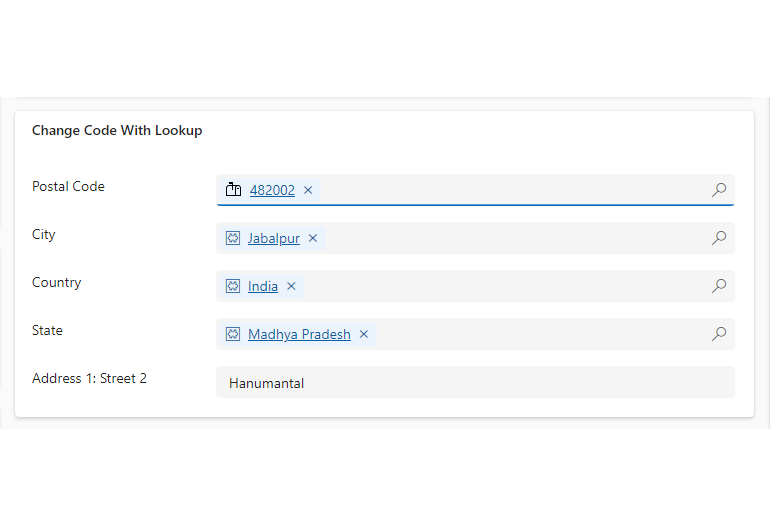 Change Code With Lookup
Postal Code 482002
City Jabalpur
Country India
State Madhya Pradesh
Address 1: Street 2 Hanumantal